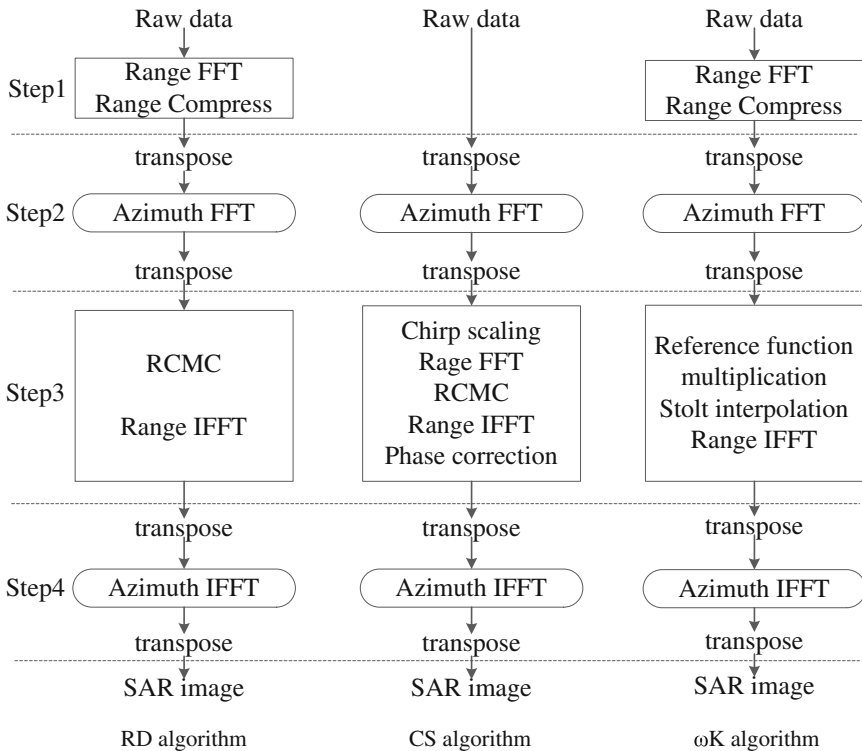 Raw data
Raw data
Raw data
Step1
Range FFT
Range Compress
Range FFT
Range Compress
transpose
transpose
transpose
Step2
Azimuth FFT
Azimuth FFT
Azimuth FFT
transpose
transpose
transpose
Step3
RCMC
Range IFFT
Chirp scaling
Rage FFT
RCMC
Range IFFT
Phase correction
Reference function
multiplication
Stolt interpolation
Range IFFT
transpose
transpose
transpose
Step4
Azimuth IFFT
Azimuth IFFT
Azimuth IFFT
transpose
transpose
transpose
SAR image
SAR image
SAR image
RD algorithm
CS algorithm
ωK algorithm